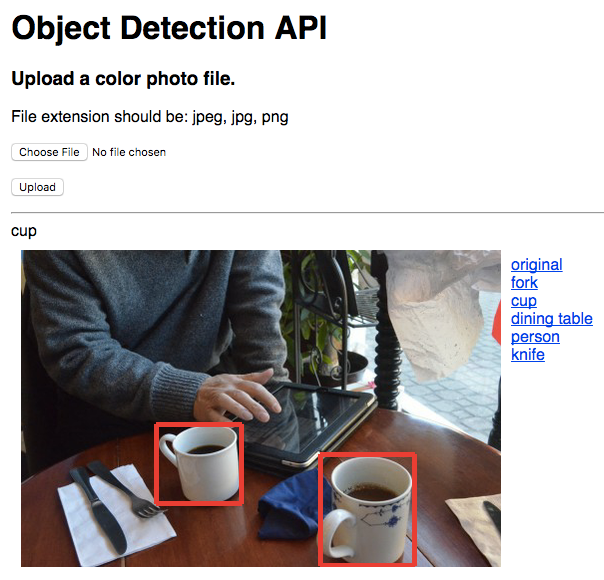 Object Detection API
Upload a color photo file.
File extension should be: jpeg, jpg, png
Choose File No file chosen
Upload
cup
original
fork
cup
dining table
person
knife